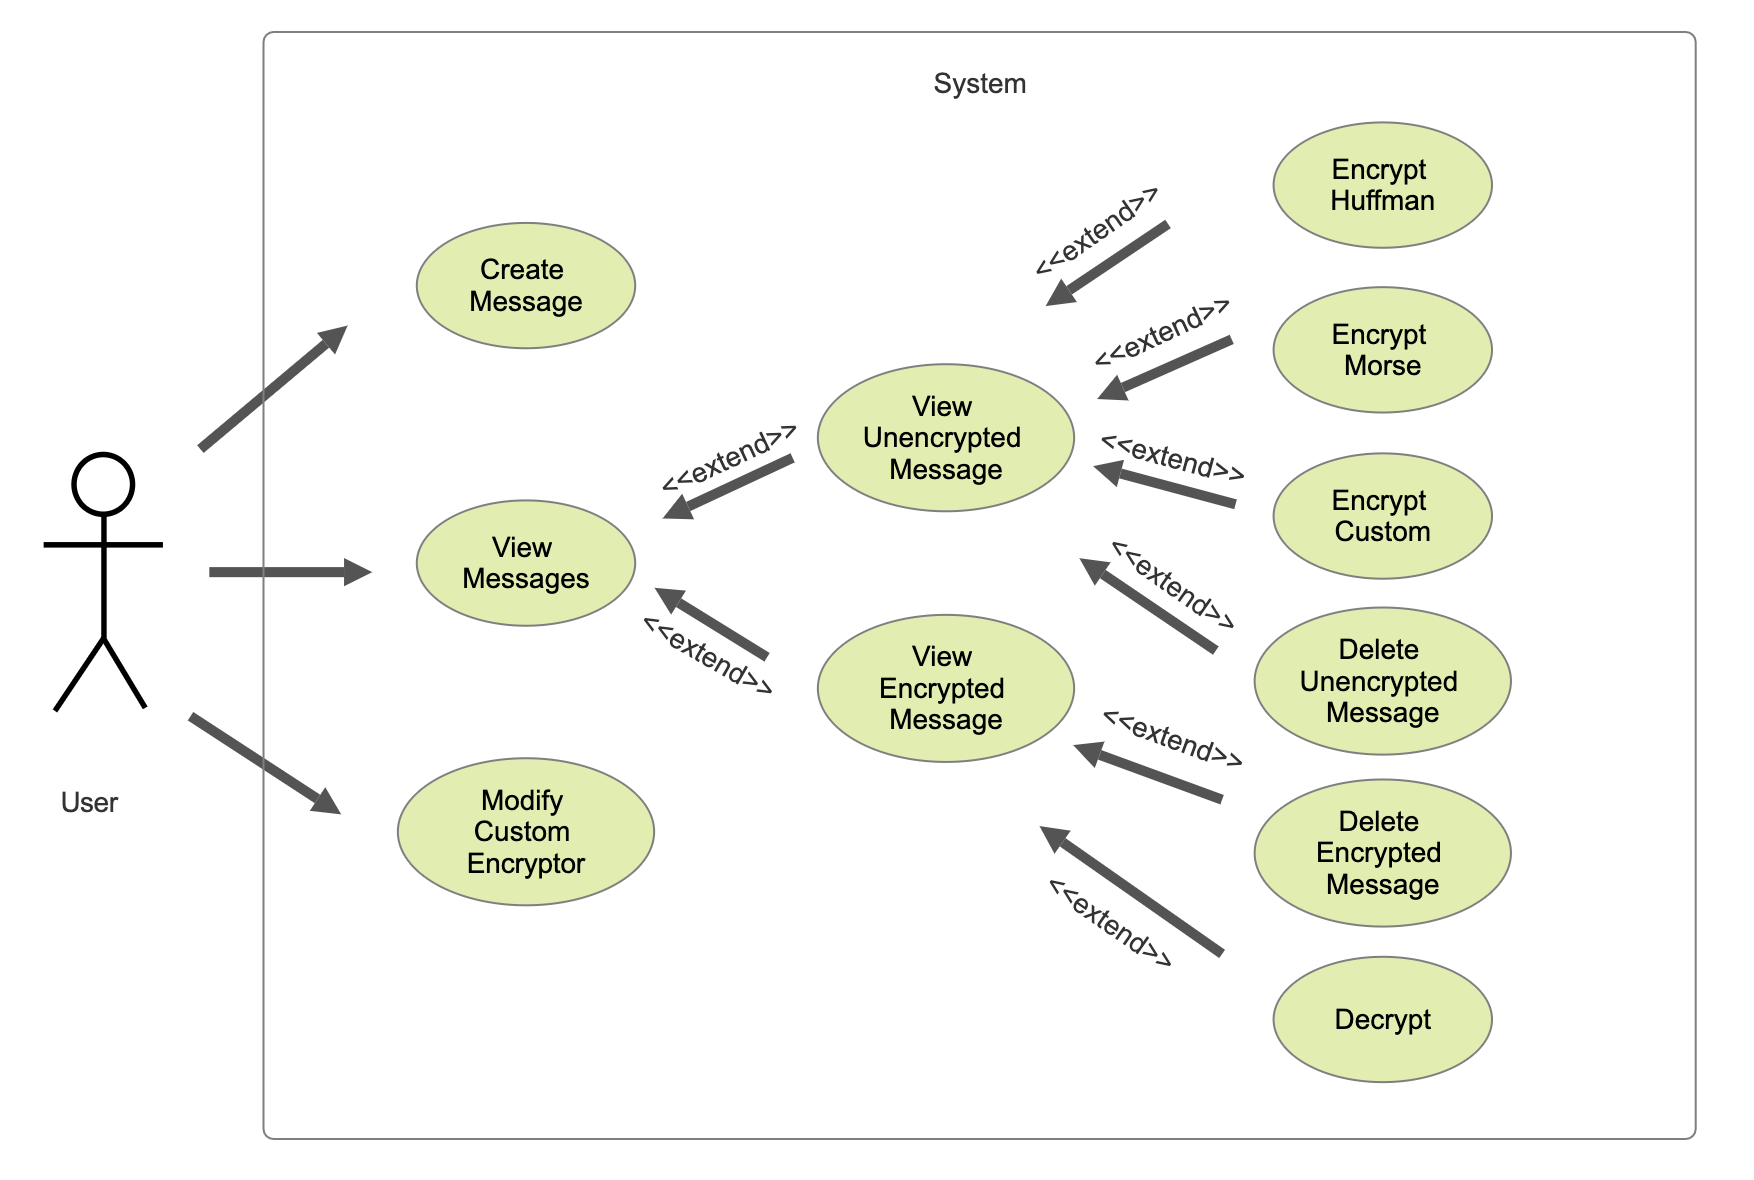 System
Encrypt
Huffman
<<extend>>
Create
Message
<<extend>>
Encrypt
Morse
View
Unencrypted
Message
<<extend>>
<<extend>>
Encrypt
Custom
View
Messages
<<extend>>
<<extend>>
View
Encrypted
Message
Delete
Unencrypted
Message
<<extend>>
User
Modify
Custom
Encryptor
Delete
Encrypted
Message
<<extend>>
Decrypt